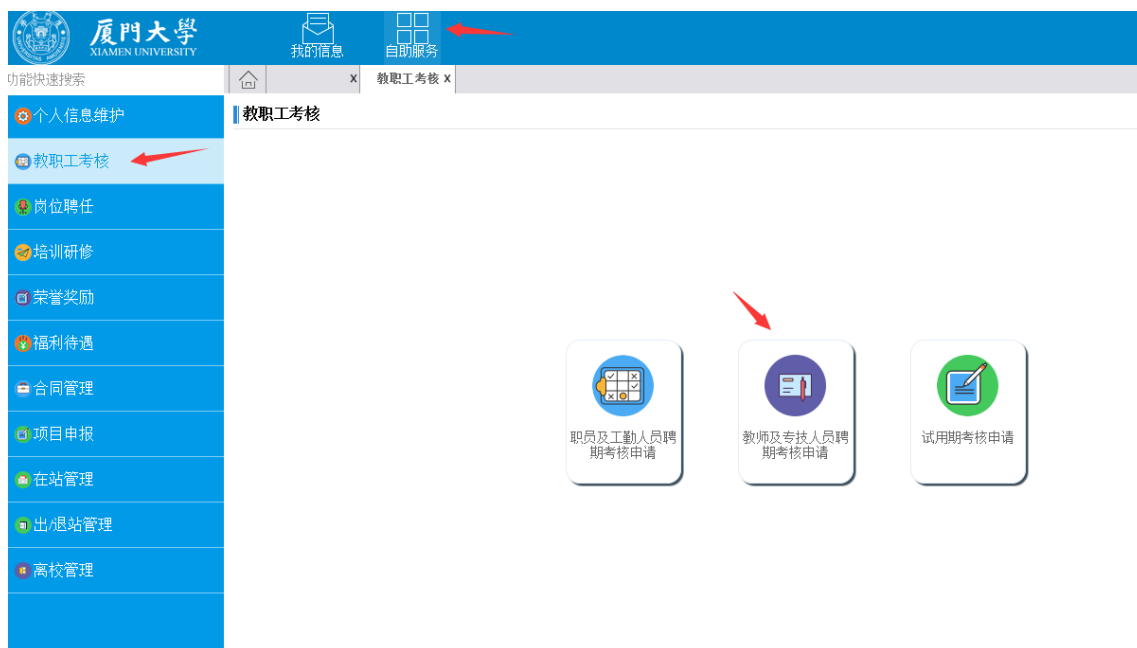 厦門大學
XIAMEN UNIVERSITY
我的信息
自助服务
功能快速搜索
x
教职工考核 x
个人信息维护
教职工考核
教职工考核
岗位聘任
培训研修
荣誉奖励
福利待遇
合同管理
项目申报
在站管理
出/退站管理
离校管理
职员及工勤人员聘
期考核申请
教师及专技人员聘
期考核申请
试用期考核申请